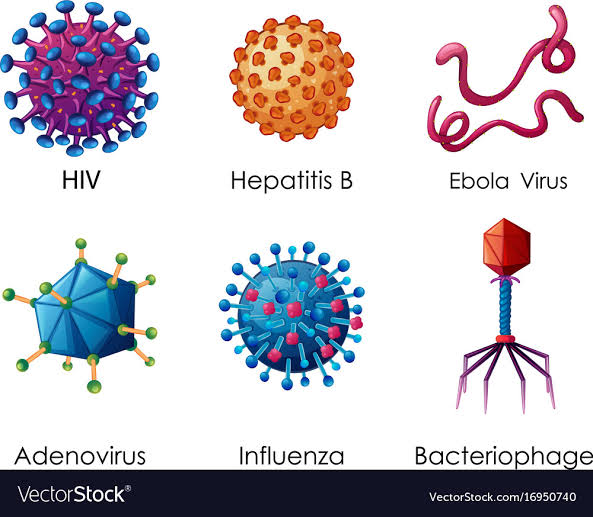 HIV
Hepatitis B
Ebola Virus
Adenovirus
Influenza
Bacteriophage
VectorStock®
VectorStock.com/16950740